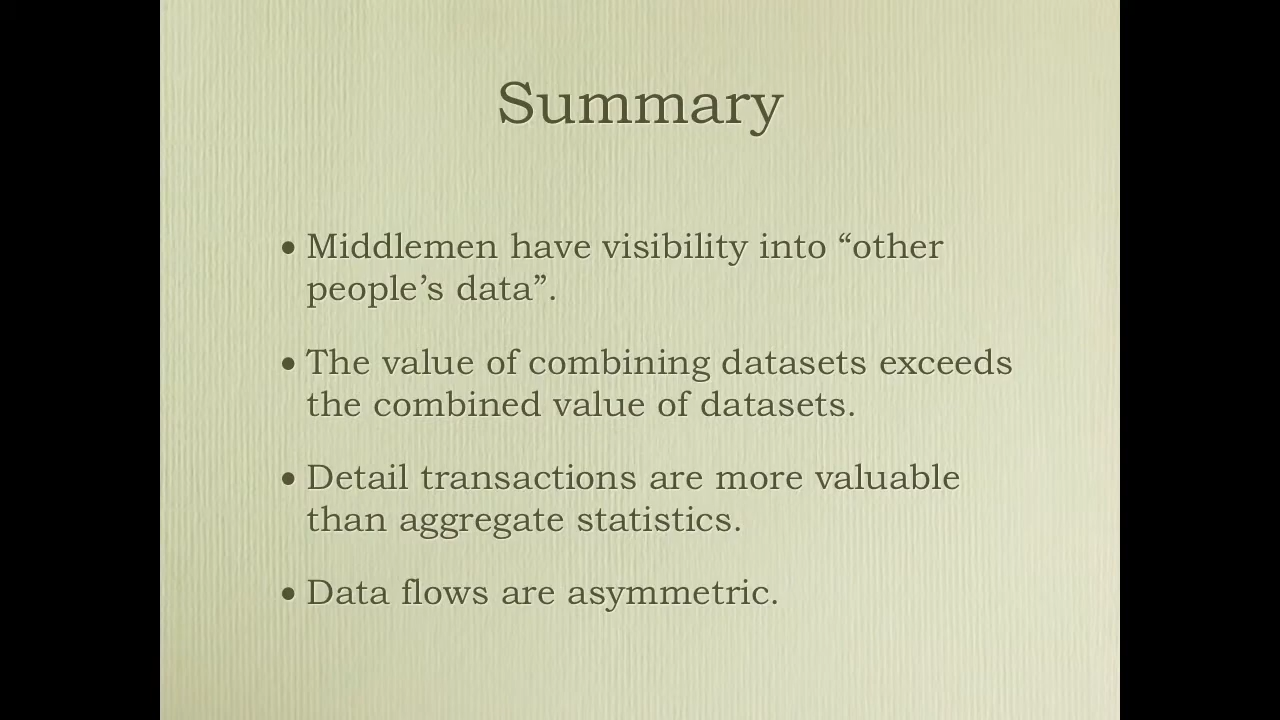 Summary
• Middlemen have visibility into “other
people’s data”.
• The value of combining datasets exceeds
the combined value of datasets.
• Detail transactions are more valuable
than aggregate statistics.
• Data flows are asymmetric.